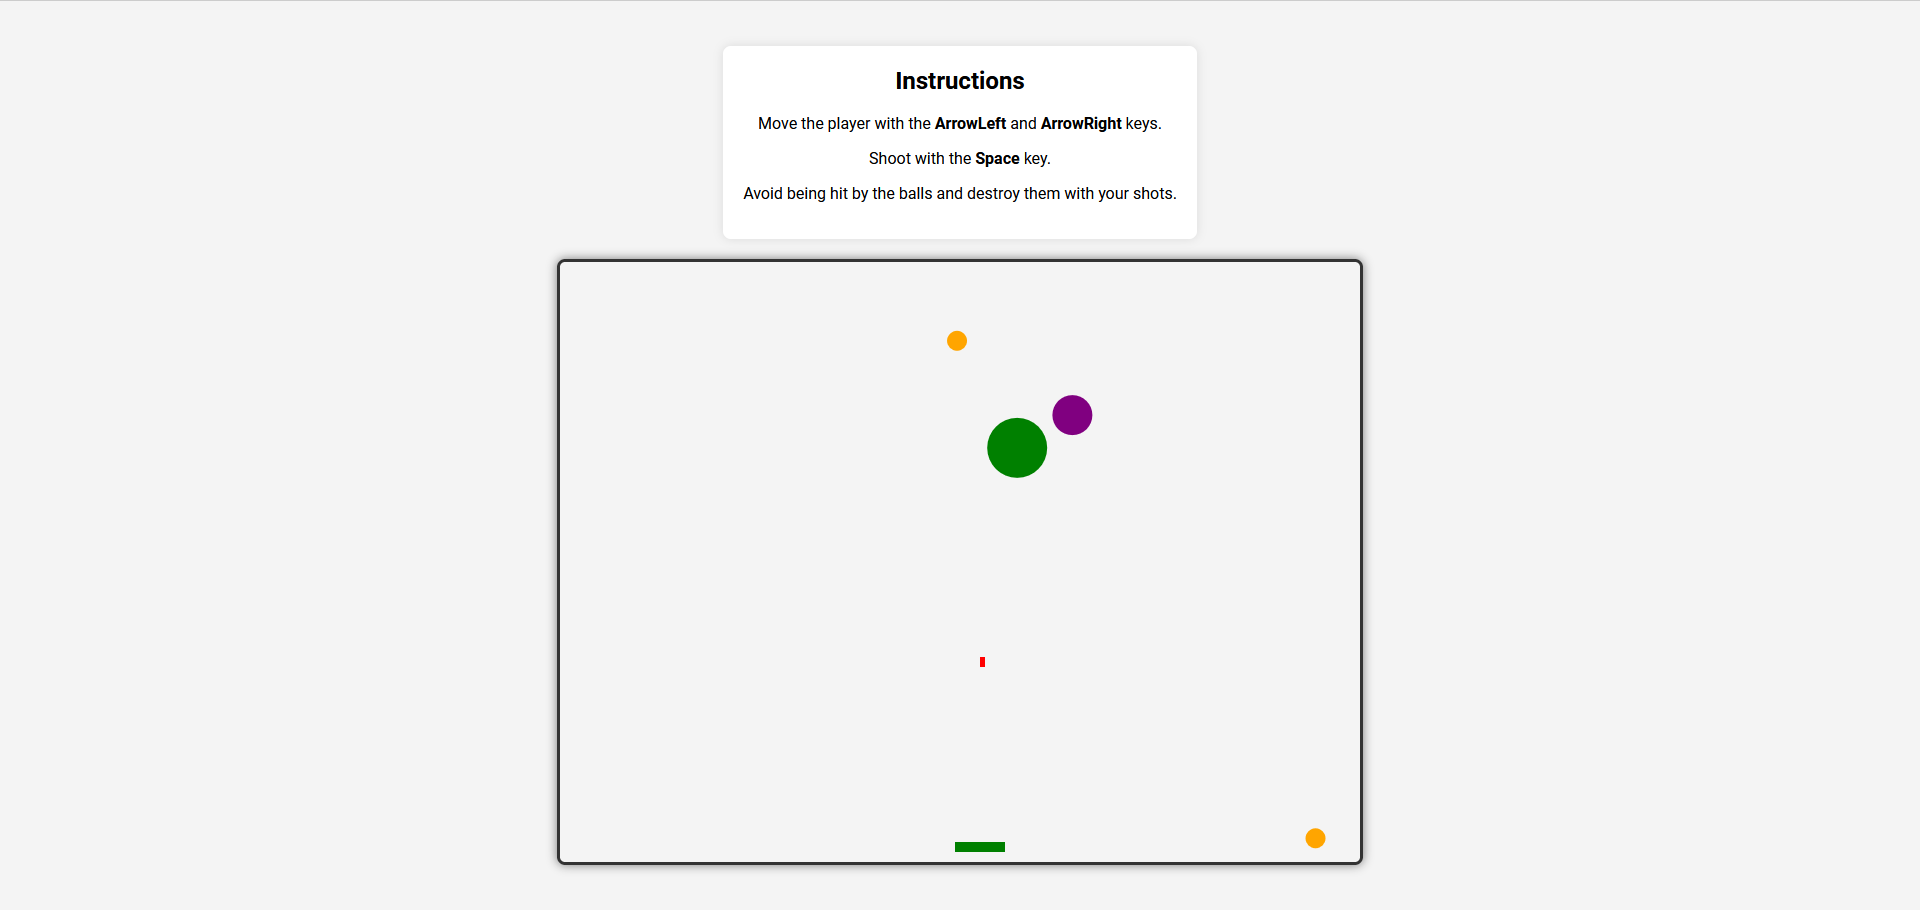 Instructions
Move the player with the ArrowLeft and ArrowRight keys.
Shoot with the Space key.
Avoid being hit by the balls and destroy them with your shots.